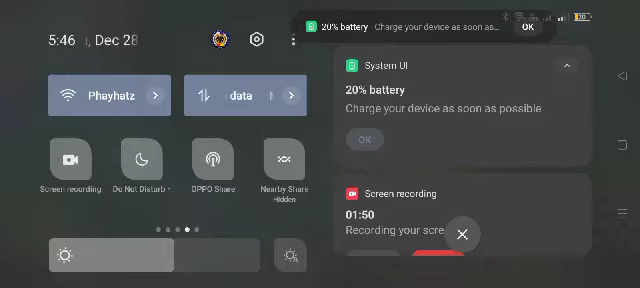 20% battery Charge your device as soon as... OK
5:46 , Dec 28
20
System UI
20% battery
Charge your device as soon as possible
OK
Phayhatz
data
Screen recording
Do Not Disturb
OPPO Share
Nearby Share
Hidden
Screen recording
01:50
Recording your scre